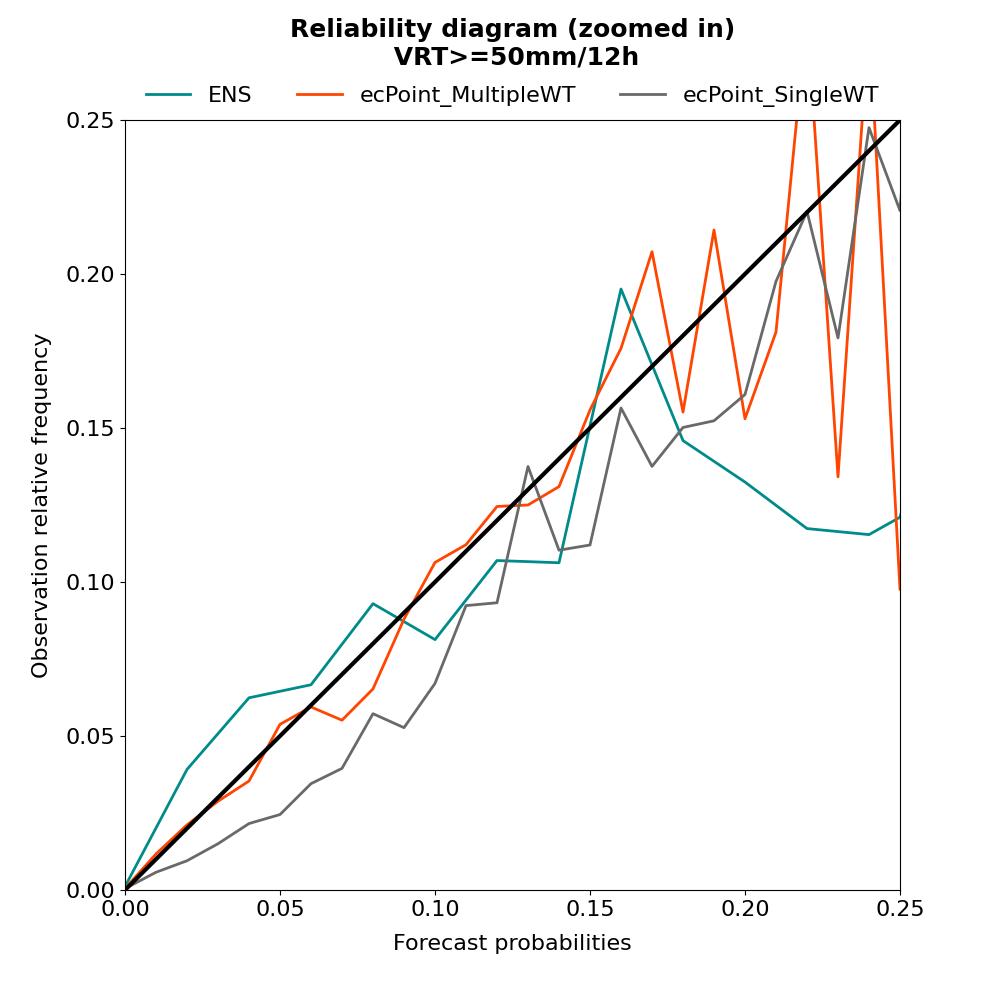 Reliability diagram (zoomed in)
VRT>=50mm/12h
ENS ecPoint_MultipleWT ecPoint_SingleWT
0.25
0.20
0.15
0.10
0.05
0.00
Observation relative frequency
0.00 0.05 0.10 0.15 0.20 0.25
Forecast probabilities